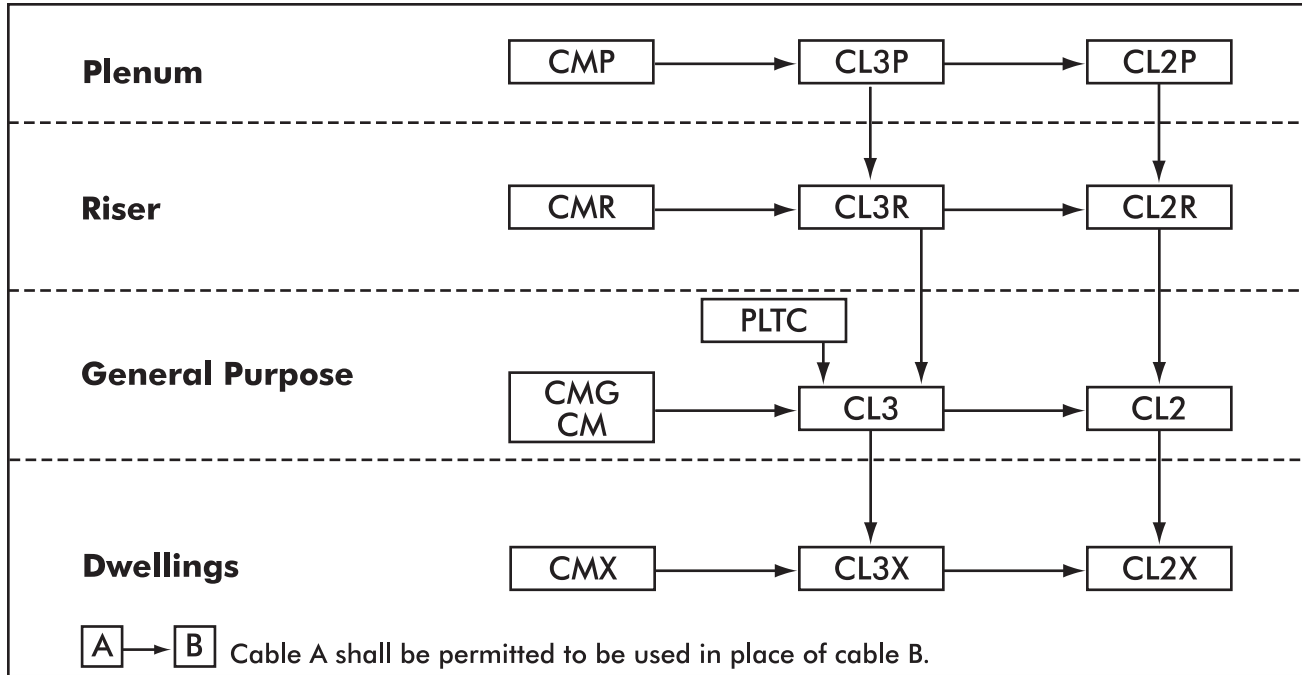 Plenum
CMP
CL3P
CL2P
Riser
CMR
CL3R
CL2R
PLTC
General Purpose
CMG
CM
CL3
CL2
Dwellings
CMX
CL3X
CL2X
A B Cable A shall be permitted to be used in place of cable B.